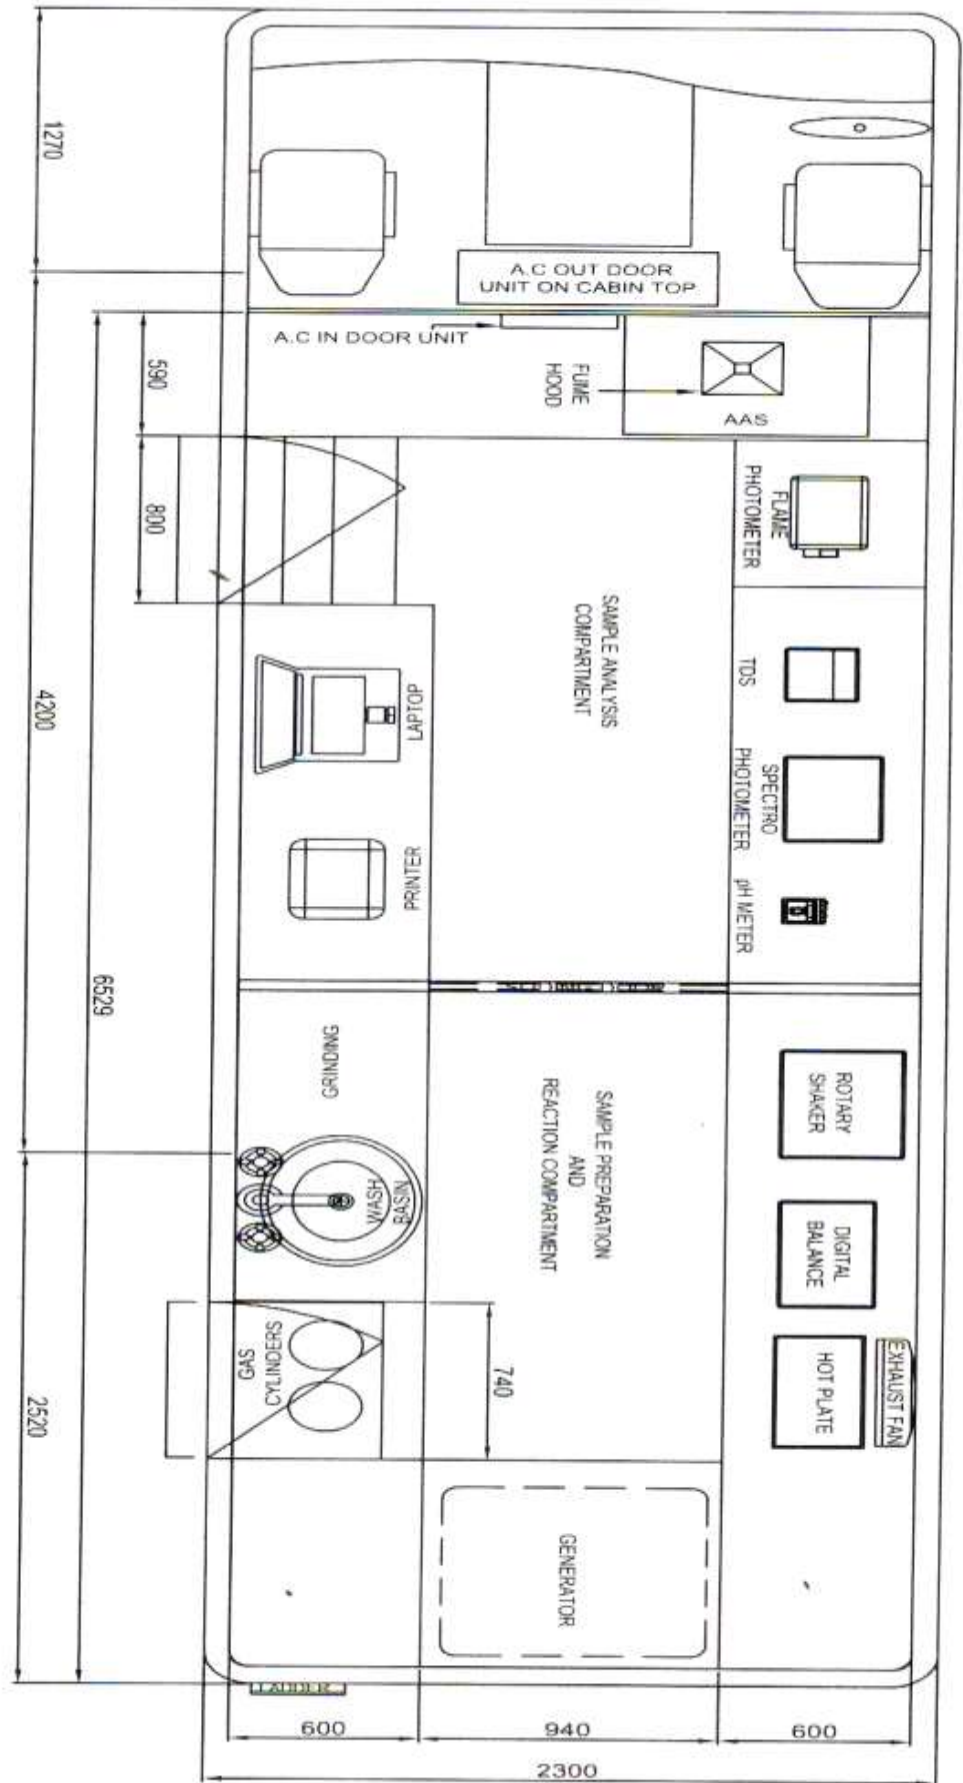 A.C OUT DOOR
UNIT ON CABIN TOP
A.C IN DOOR UNIT
FUME
HOOD
AAS
FLAME
PHOTOMETER
TDS
SPECTRO
PHOTOMETER
pH METER
SAMPLE ANALYSIS
COMPARTMENT
LAPTOP
PRINTER
ROTARY
SHAKER
DIGITAL
BALANCE
HOT PLATE
EXHAUST FAN
SAMPLE PREPARATION
AND
REACTION COMPARTMENT
GRINDING
WASH
BASIN
GAS
CYLINDERS
GENERATOR
LADDER
1270
590
800
4200
6529
740
2520
600
940
600
2300